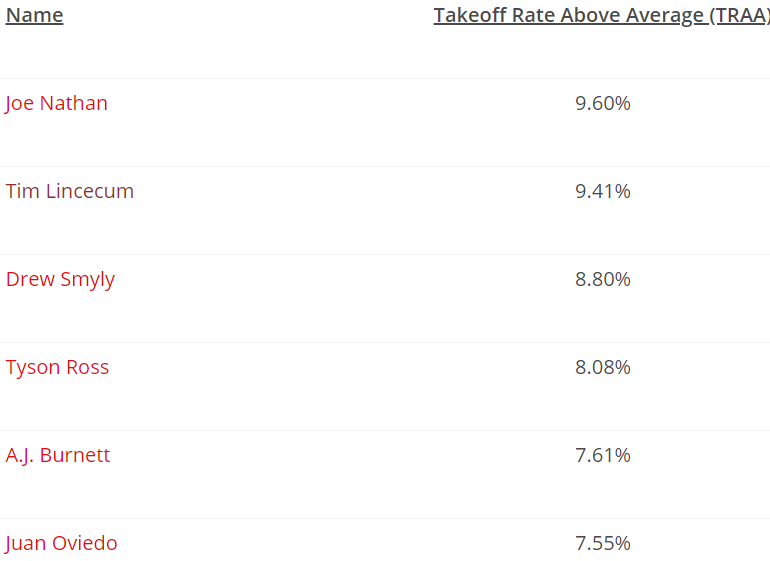 Name Takeoff Rate Above Average (TRAA)
Joe Nathan 9.60%
Tim Lincecum 9.41%
Drew Smyly 8.80%
Tyson Ross 8.08%
A.J. Burnett 7.61%
Juan Oviedo 7.55%